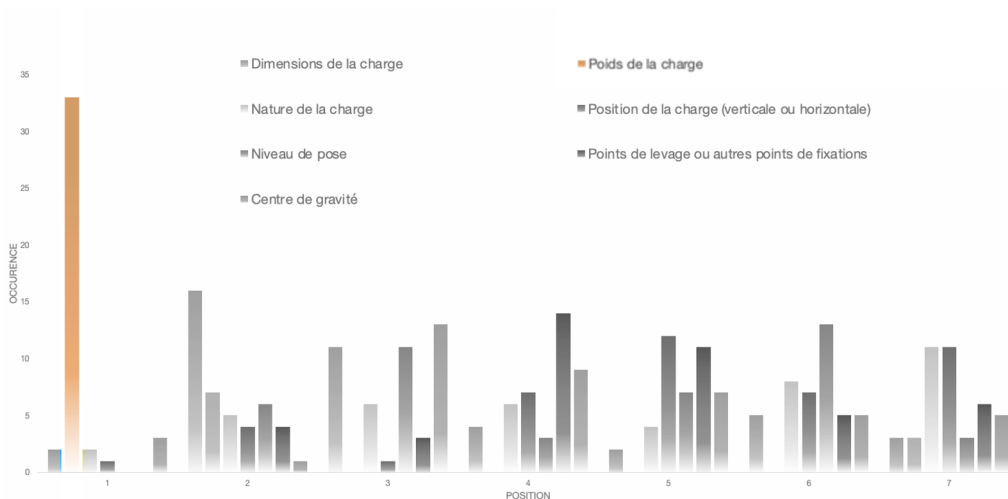 Dimensions de la charge
Poids de la charge
Nature de la charge
Position de la charge (verticale ou horizontale)
Niveau de pose
Points de levage ou autres points de fixations
Centre de gravité
35
30
25
20
15
10
5
0
OCCURENCE
1 2 3 4 5 6 7
POSITION